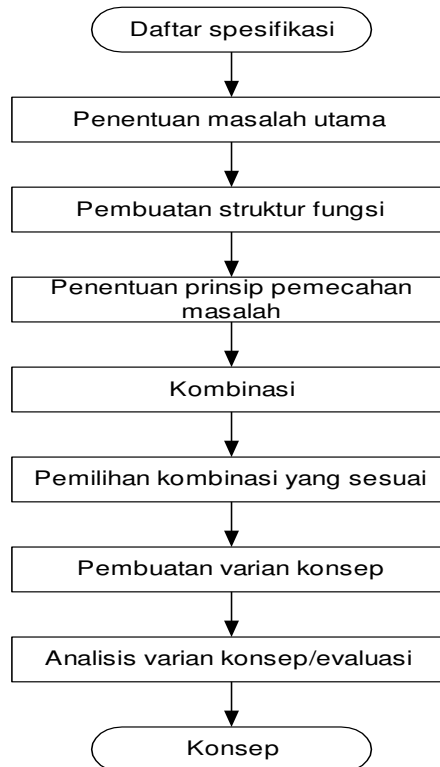 Daftar spesifikasi
Penentuan masalah utama
Pembuatan struktur fungsi
Penentuan prinsip pemecahan
masalah
Kombinasi
Pemilihan kombinasi yang sesuai
Pembuatan varian konsep
Analisis varian konsep/evaluasi
Konsep